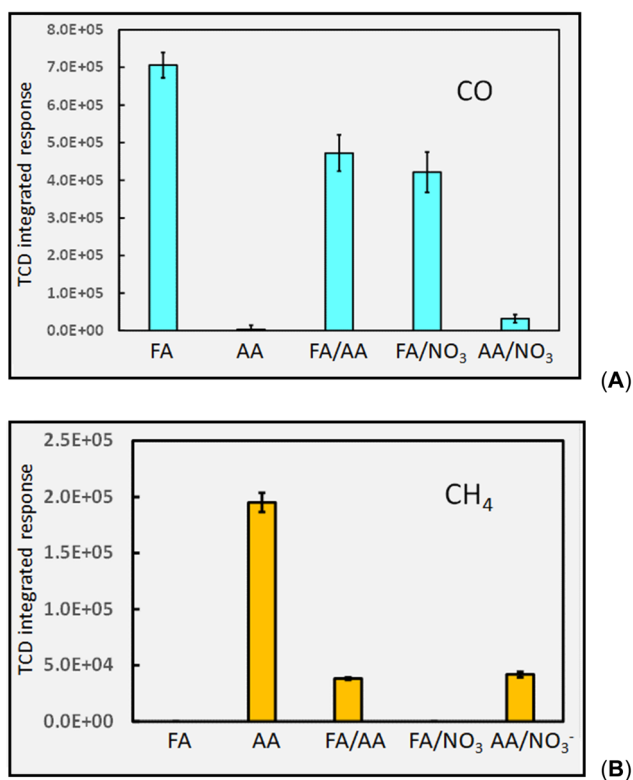 8.0E+05
7.0E+05
6.0E+05
5.0E+05
4.0E+05
3.0E+05
2.0E+05
1.0E+05
0.0E+00
TCD integrated response
CO
FA AA FA/AA FA/NO₃ AA/NO₃
(A)
2.5E+05
2.0E+05
1.5E+05
1.0E+05
5.0E+04
0.0E+00
TCD integrated response
CH₄
FA AA FA/AA FA/NO₃ AA/NO₃⁻
(B)